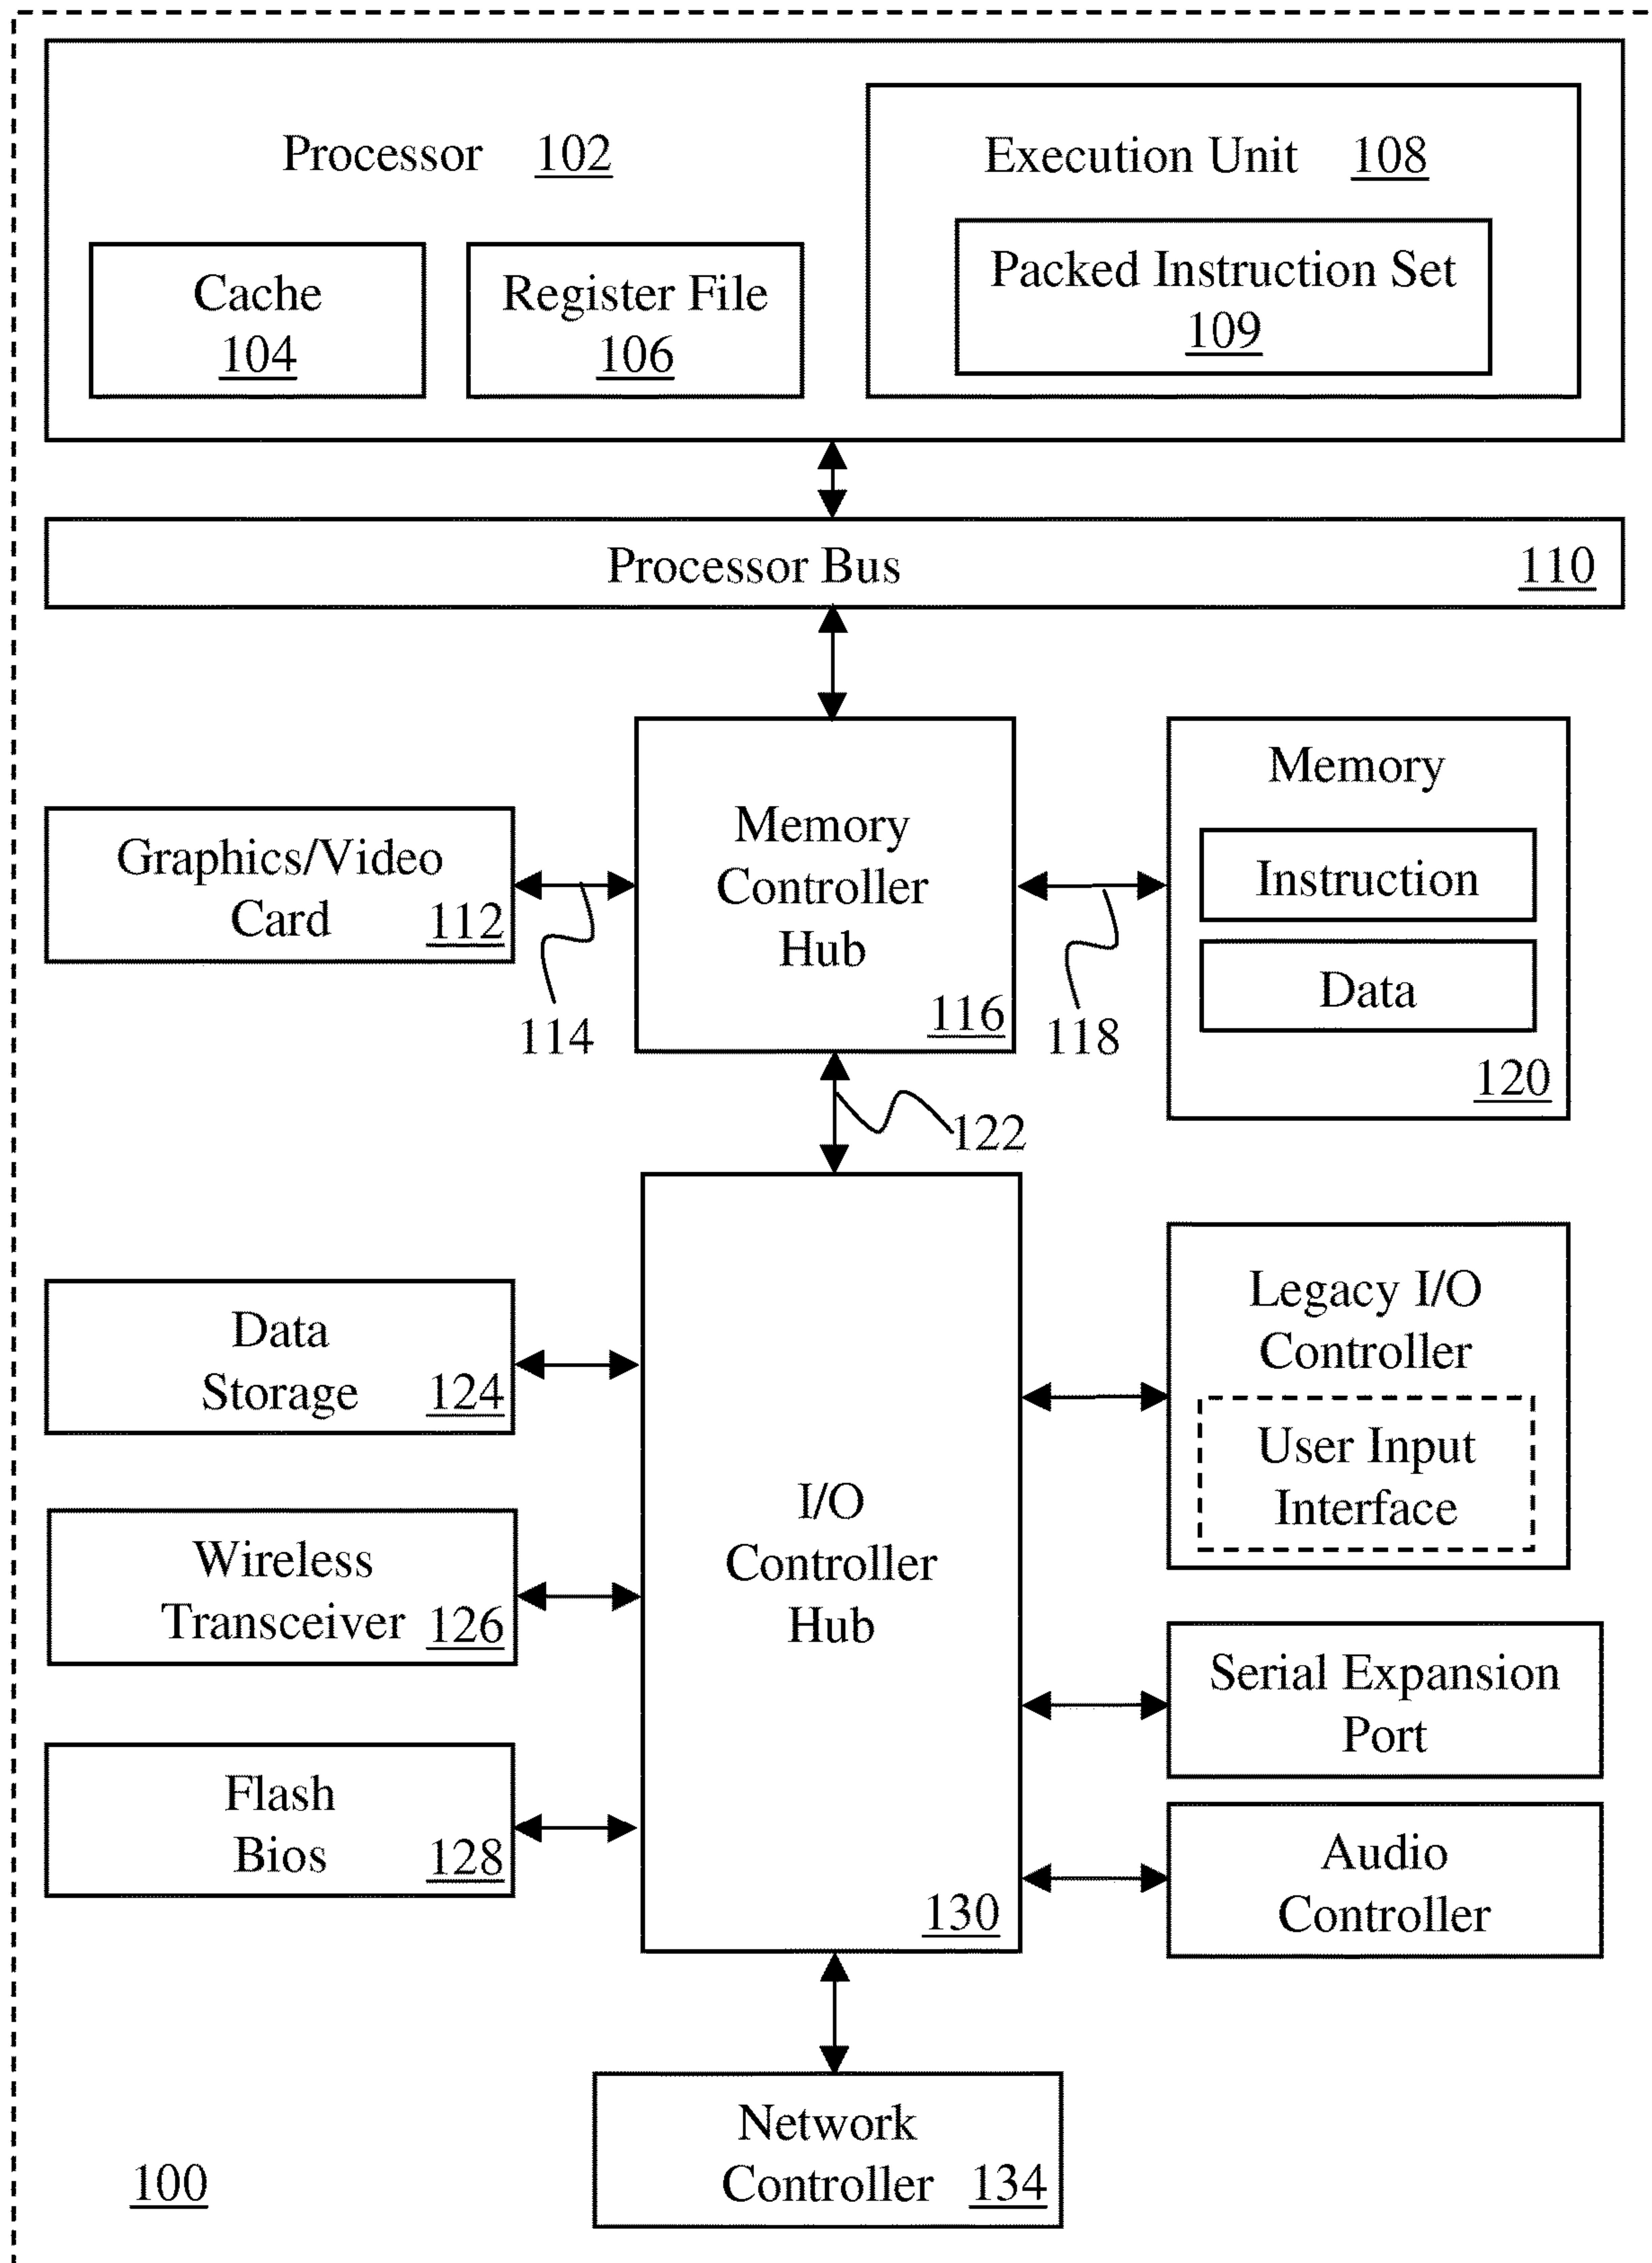 Processor 102
Execution Unit 108
Packed Instruction Set
109
Cache
104
Register File
106
Processor Bus 110
Graphics/Video
Card 112
114
Memory
Controller
Hub
116
118
Memory
Instruction
Data
120
122
Data
Storage 124
Wireless
Transceiver 126
Flash
Bios 128
I/O
Controller
Hub
130
Legacy I/O
Controller
User Input
Interface
Serial Expansion
Port
Audio
Controller
Network
Controller 134
100